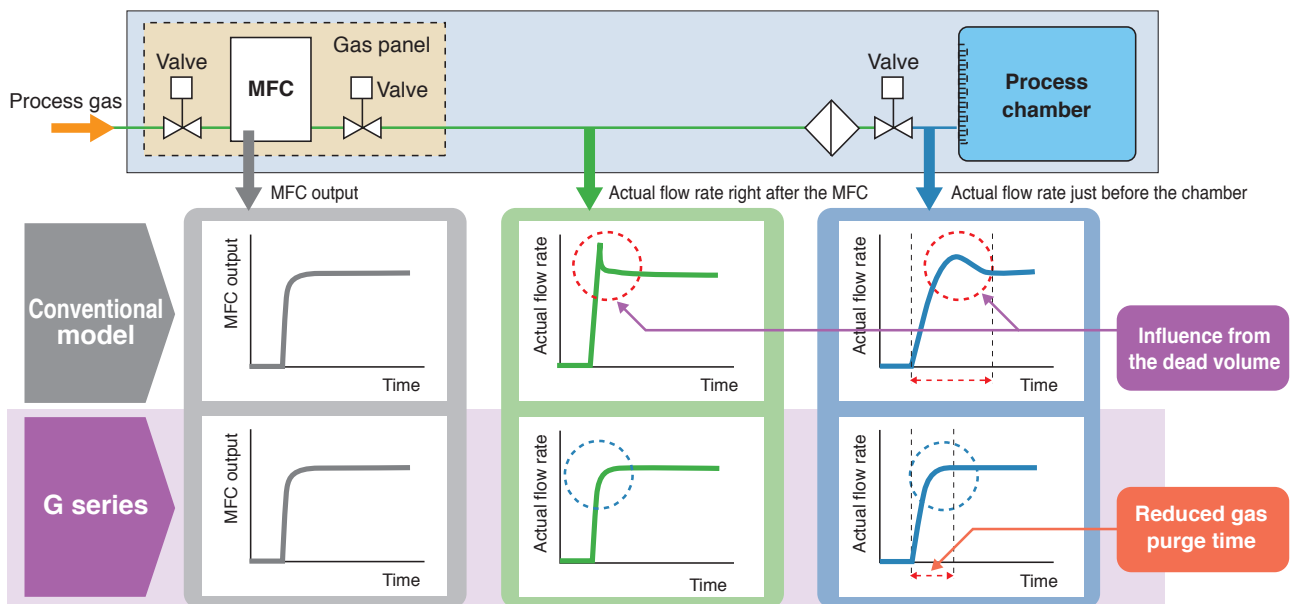 Gas panel
Valve
MFC
Valve
Process gas
Valve
Process
chamber
MFC output
Actual flow rate right after the MFC
Actual flow rate just before the chamber
Conventional
model
MFC output
Time
Actual flow rate
Time
Actual flow rate
Time
Influence from
the dead volume
G series
MFC output
Time
Actual flow rate
Time
Actual flow rate
Time
Reduced gas
purge time